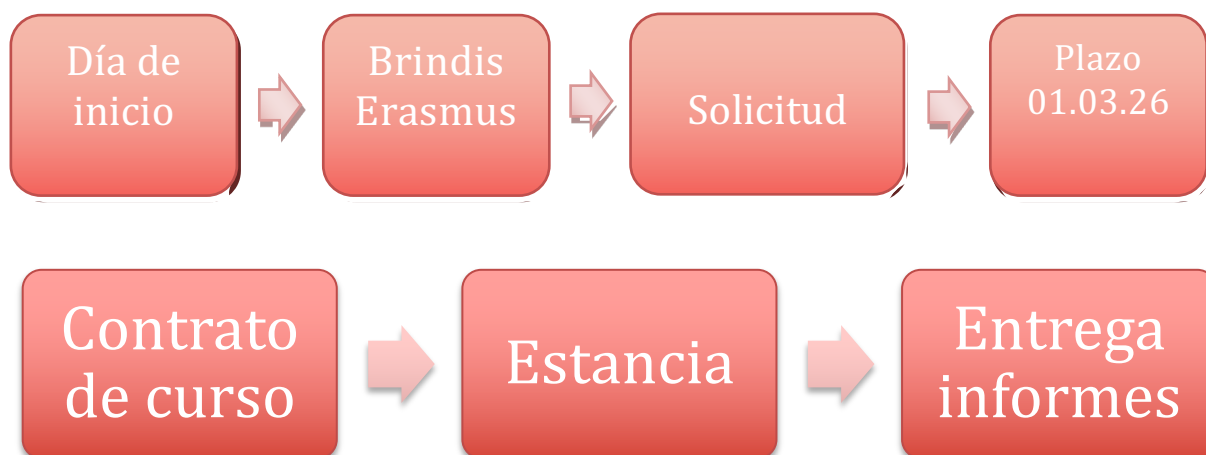 Día de
inicio
Brindis
Erasmus
Solicitud
Plazo
01.03.26
Contrato
de curso
Estancia
Entrega
informes